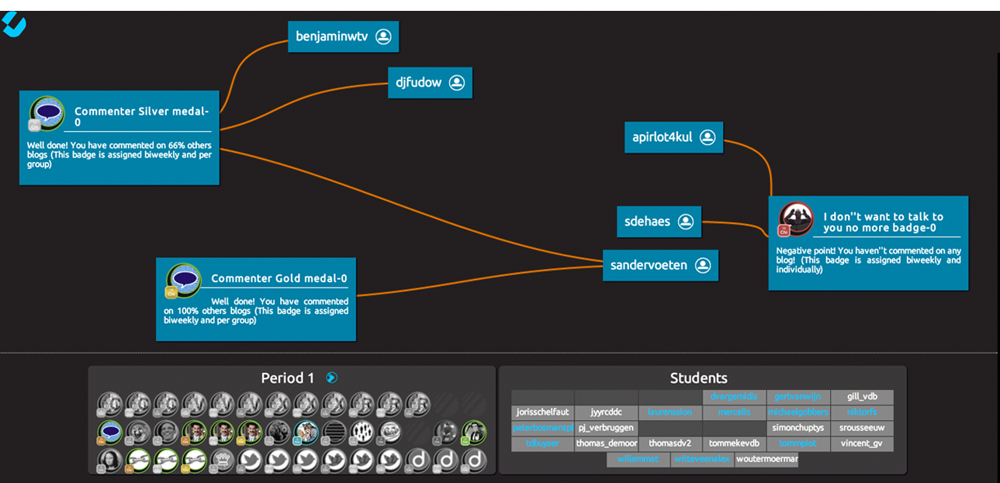 benjaminwtv
djfudow
Commenter Silver medal-
0
Well done! You have commented on 66% others
blogs (This badge is assigned biweekly and per
group)
apirlot4kul
sdehaes
I don''t want to talk to
you no more badge-0
Negative point! You haven''t commented on any
blog! (This badge is assigned biweekly and
individually)
sandervoeten
Commenter Gold medal-0
Well done! You have commented
on 100% others blogs (This badge is assigned
biweekly and per group)
Period 1
Students
dvargemidis gertvanwijn gill_vdb
jorisschelfaut jyyrcddc laurenssion mercelis michaelgobbers niktorfs
peterbosmanspl pj_verbruggen simonchuptys srousseeuw
tdbuyser thomas_demoor thomasdv2 tommekevdb tommpiot vincent_gv
willemmat witteveenalex woutermoermar